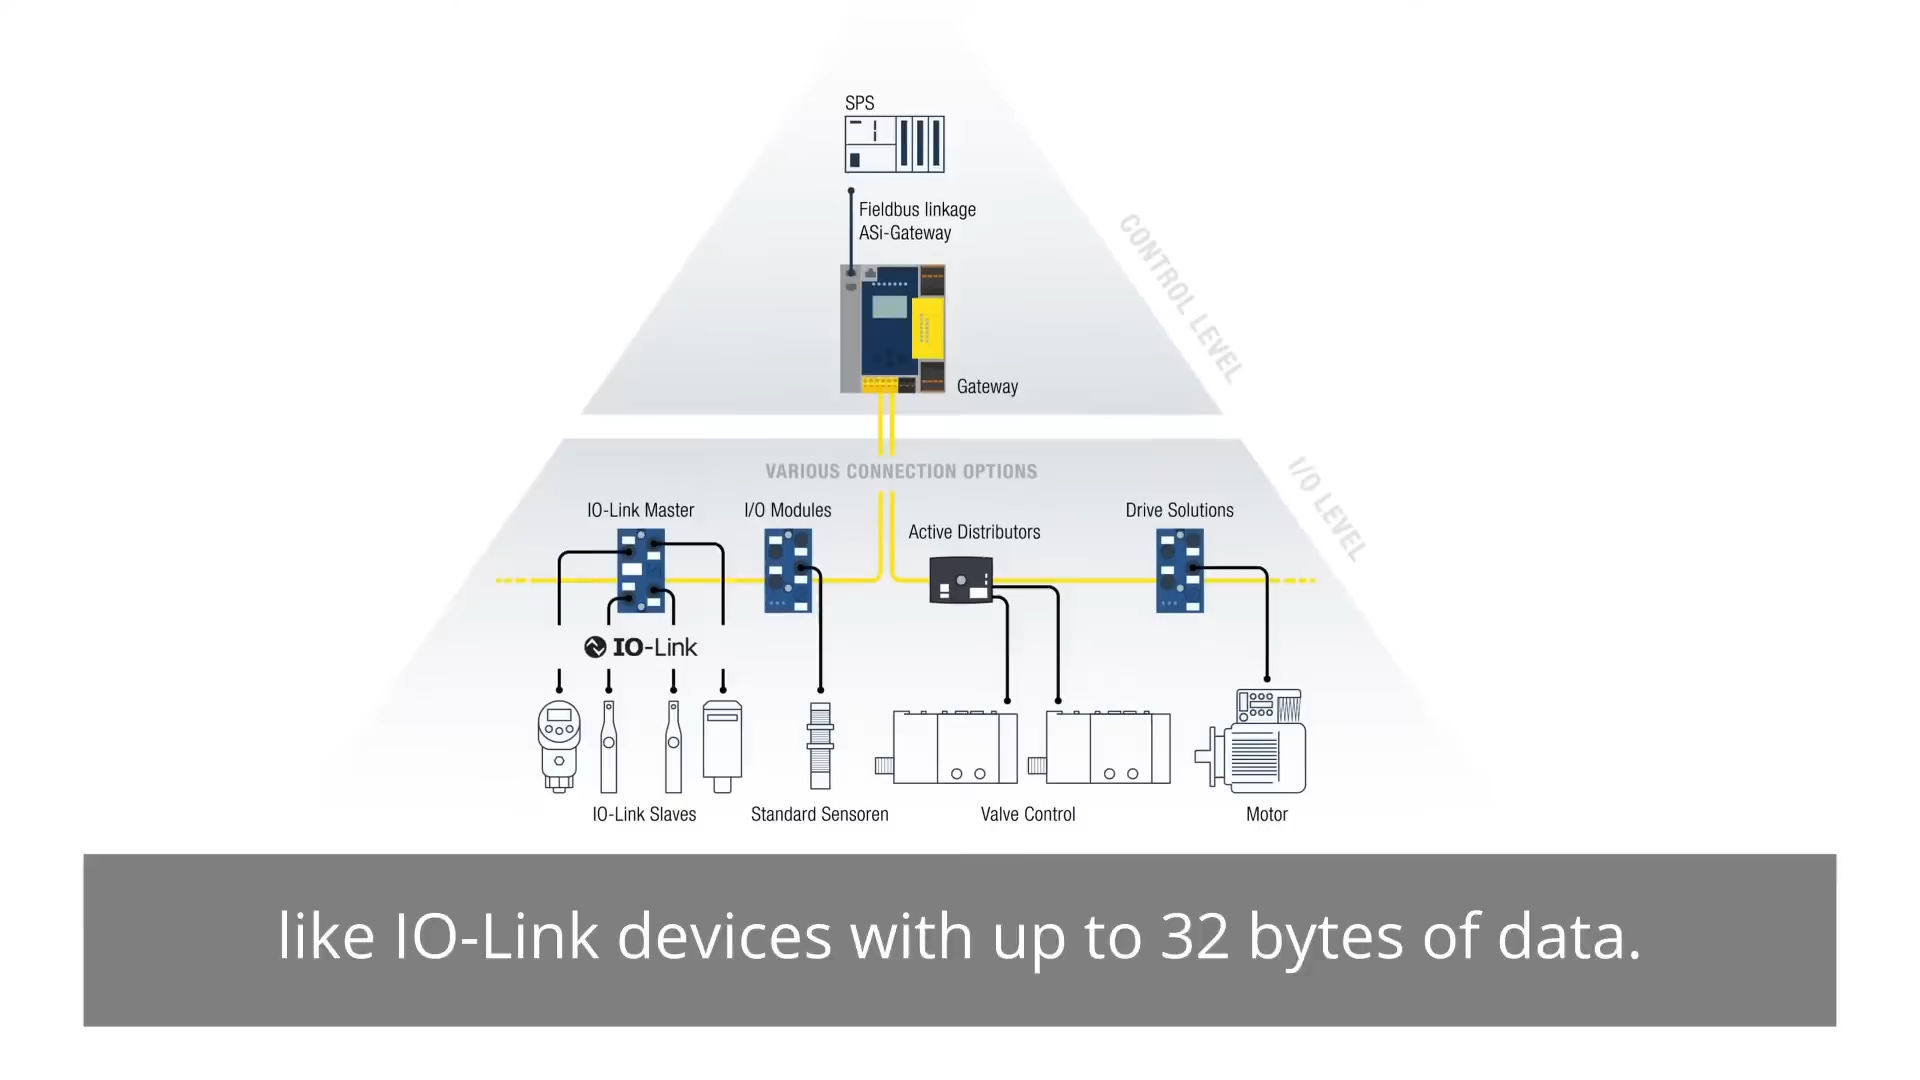 SPS
Fieldbus linkage
ASi-Gateway
CONTROL LEVEL
Gateway
VARIOUS CONNECTION OPTIONS
I/O LEVEL
IO-Link Master
I/O Modules
Active Distributors
Drive Solutions
IO-Link
IO-Link Slaves
Standard Sensoren
Valve Control
Motor
like IO-Link devices with up to 32 bytes of data.